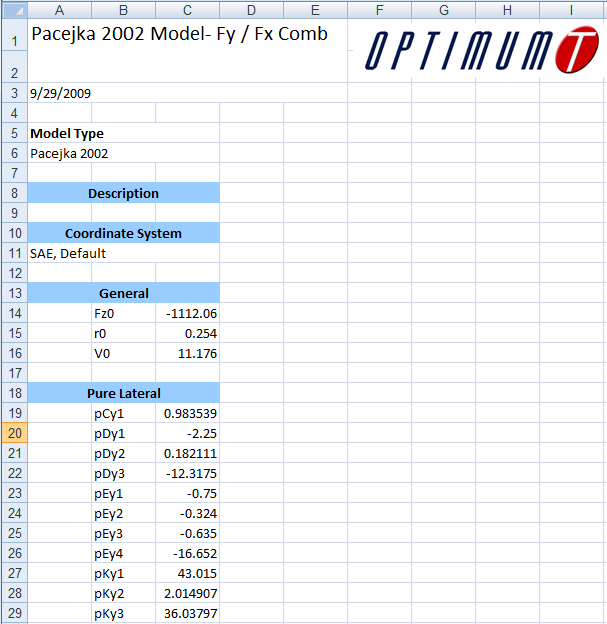 A B C D E F G H I
1 Pacejka 2002 Model- Fy / Fx Comb OPTIMUMT
2
3 9/29/2009
4
5 Model Type
6 Pacejka 2002
7
8 Description
9
10 Coordinate System
11 SAE, Default
12
13 General
14 Fz0 -1112.06
15 r0 0.254
16 V0 11.176
17
18 Pure Lateral
19 pCy1 0.983539
20 pDy1 -2.25
21 pDy2 0.182111
22 pDy3 -12.3175
23 pEy1 -0.75
24 pEy2 -0.324
25 pEy3 -0.635
26 pEy4 -16.652
27 pKy1 43.015
28 pKy2 2.014907
29 pKy3 36.03797